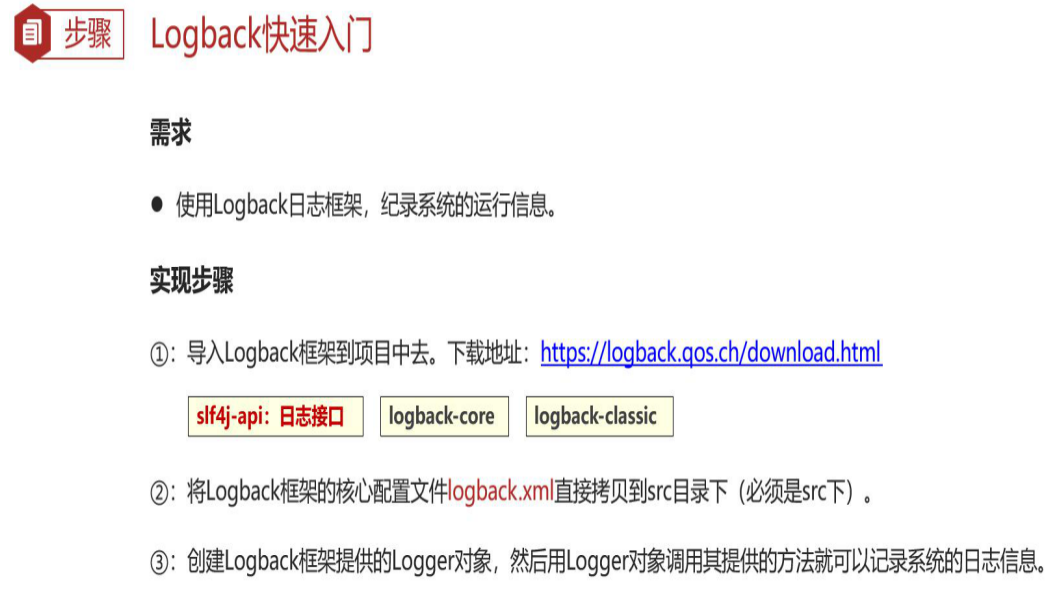 步骤
Logback快速入门
需求
● 使用Logback日志框架，纪录系统的运行信息。
实现步骤
①：导入Logback框架到项目中去。下载地址：https://logback.qos.ch/download.html
slf4j-api：日志接口 logback-core logback-classic
②：将Logback框架的核心配置文件logback.xml直接拷贝到src目录下（必须是src下）。
③：创建Logback框架提供的Logger对象，然后用Logger对象调用其提供的方法就可以记录系统的日志信息。